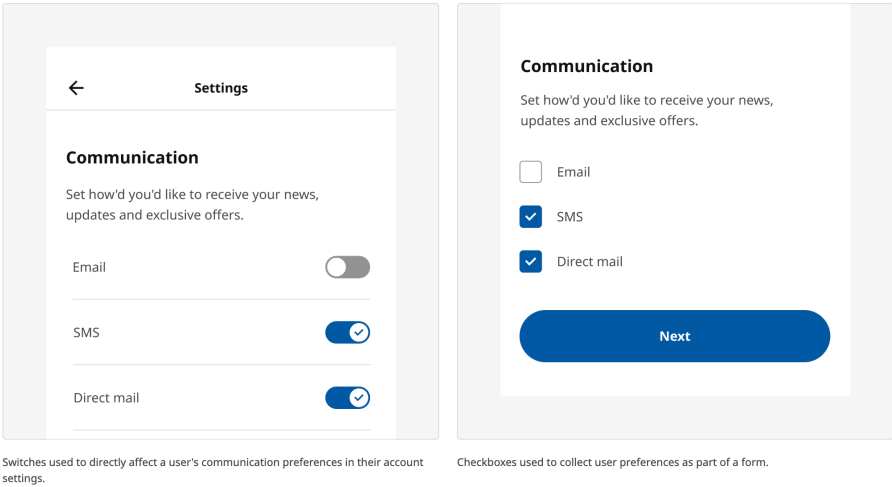 Settings
Communication
Set how'd you'd like to receive your news,
updates and exclusive offers.
Email
SMS
Direct mail
Switches used to directly affect a user's communication preferences in their account
settings.
Communication
Set how'd you'd like to receive your news,
updates and exclusive offers.
Email
SMS
Direct mail
Next
Checkboxes used to collect user preferences as part of a form.